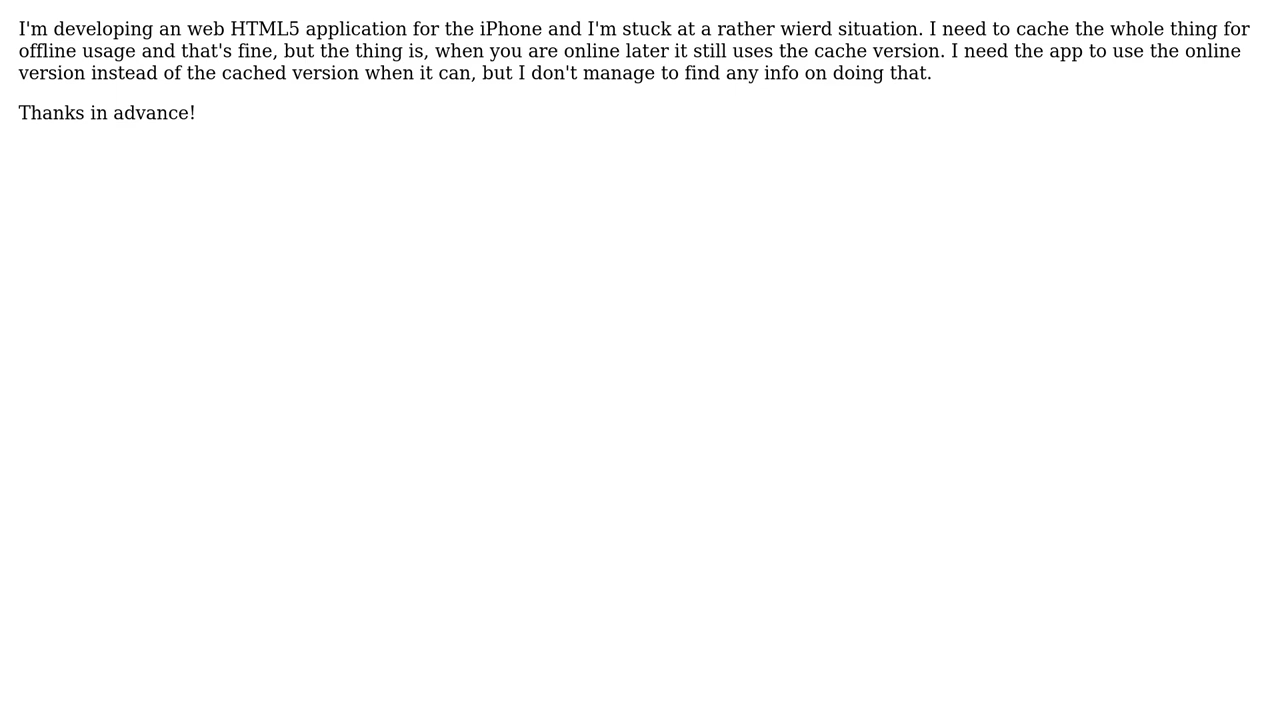 I'm developing an web HTML5 application for the iPhone and I'm stuck at a rather wierd situation. I need to cache the whole thing for
offline usage and that's fine, but the thing is, when you are online later it still uses the cache version. I need the app to use the online
version instead of the cached version when it can, but I don't manage to find any info on doing that.
Thanks in advance!